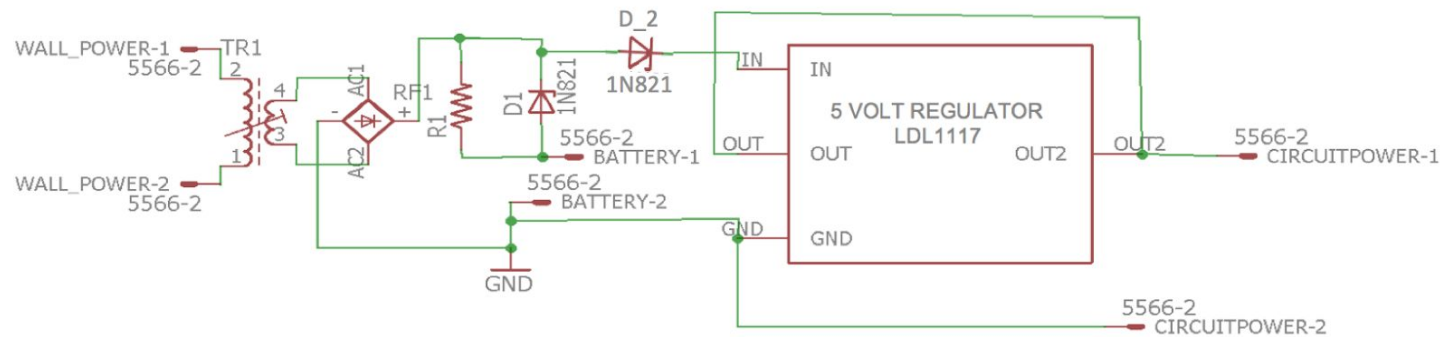 WALL_POWER-1
5566-2
TR1
2
1
4
3
AC1
AC2
-
+
RF1
R1
D1
1N821
D_2
1N821
5566-2
BATTERY-1
5566-2
BATTERY-2
WALL_POWER-2
5566-2
GND
IN
IN
5 VOLT REGULATOR
LDL1117
OUT
OUT
OUT2
OUT2
GND
GND
5566-2
CIRCUITPOWER-1
5566-2
CIRCUITPOWER-2